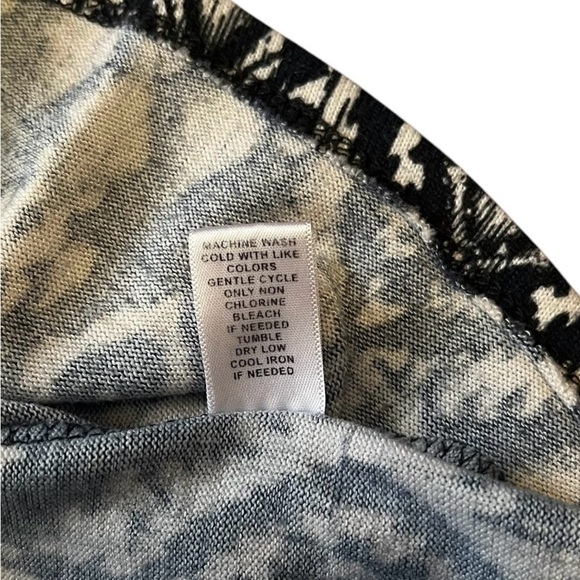 MACHINE WASH
COLD WITH LIKE
COLORS
GENTLE CYCLE
ONLY NON
CHLORINE
BLEACH
IF NEEDED
TUMBLE
DRY LOW
COOL IRON
IF NEEDED